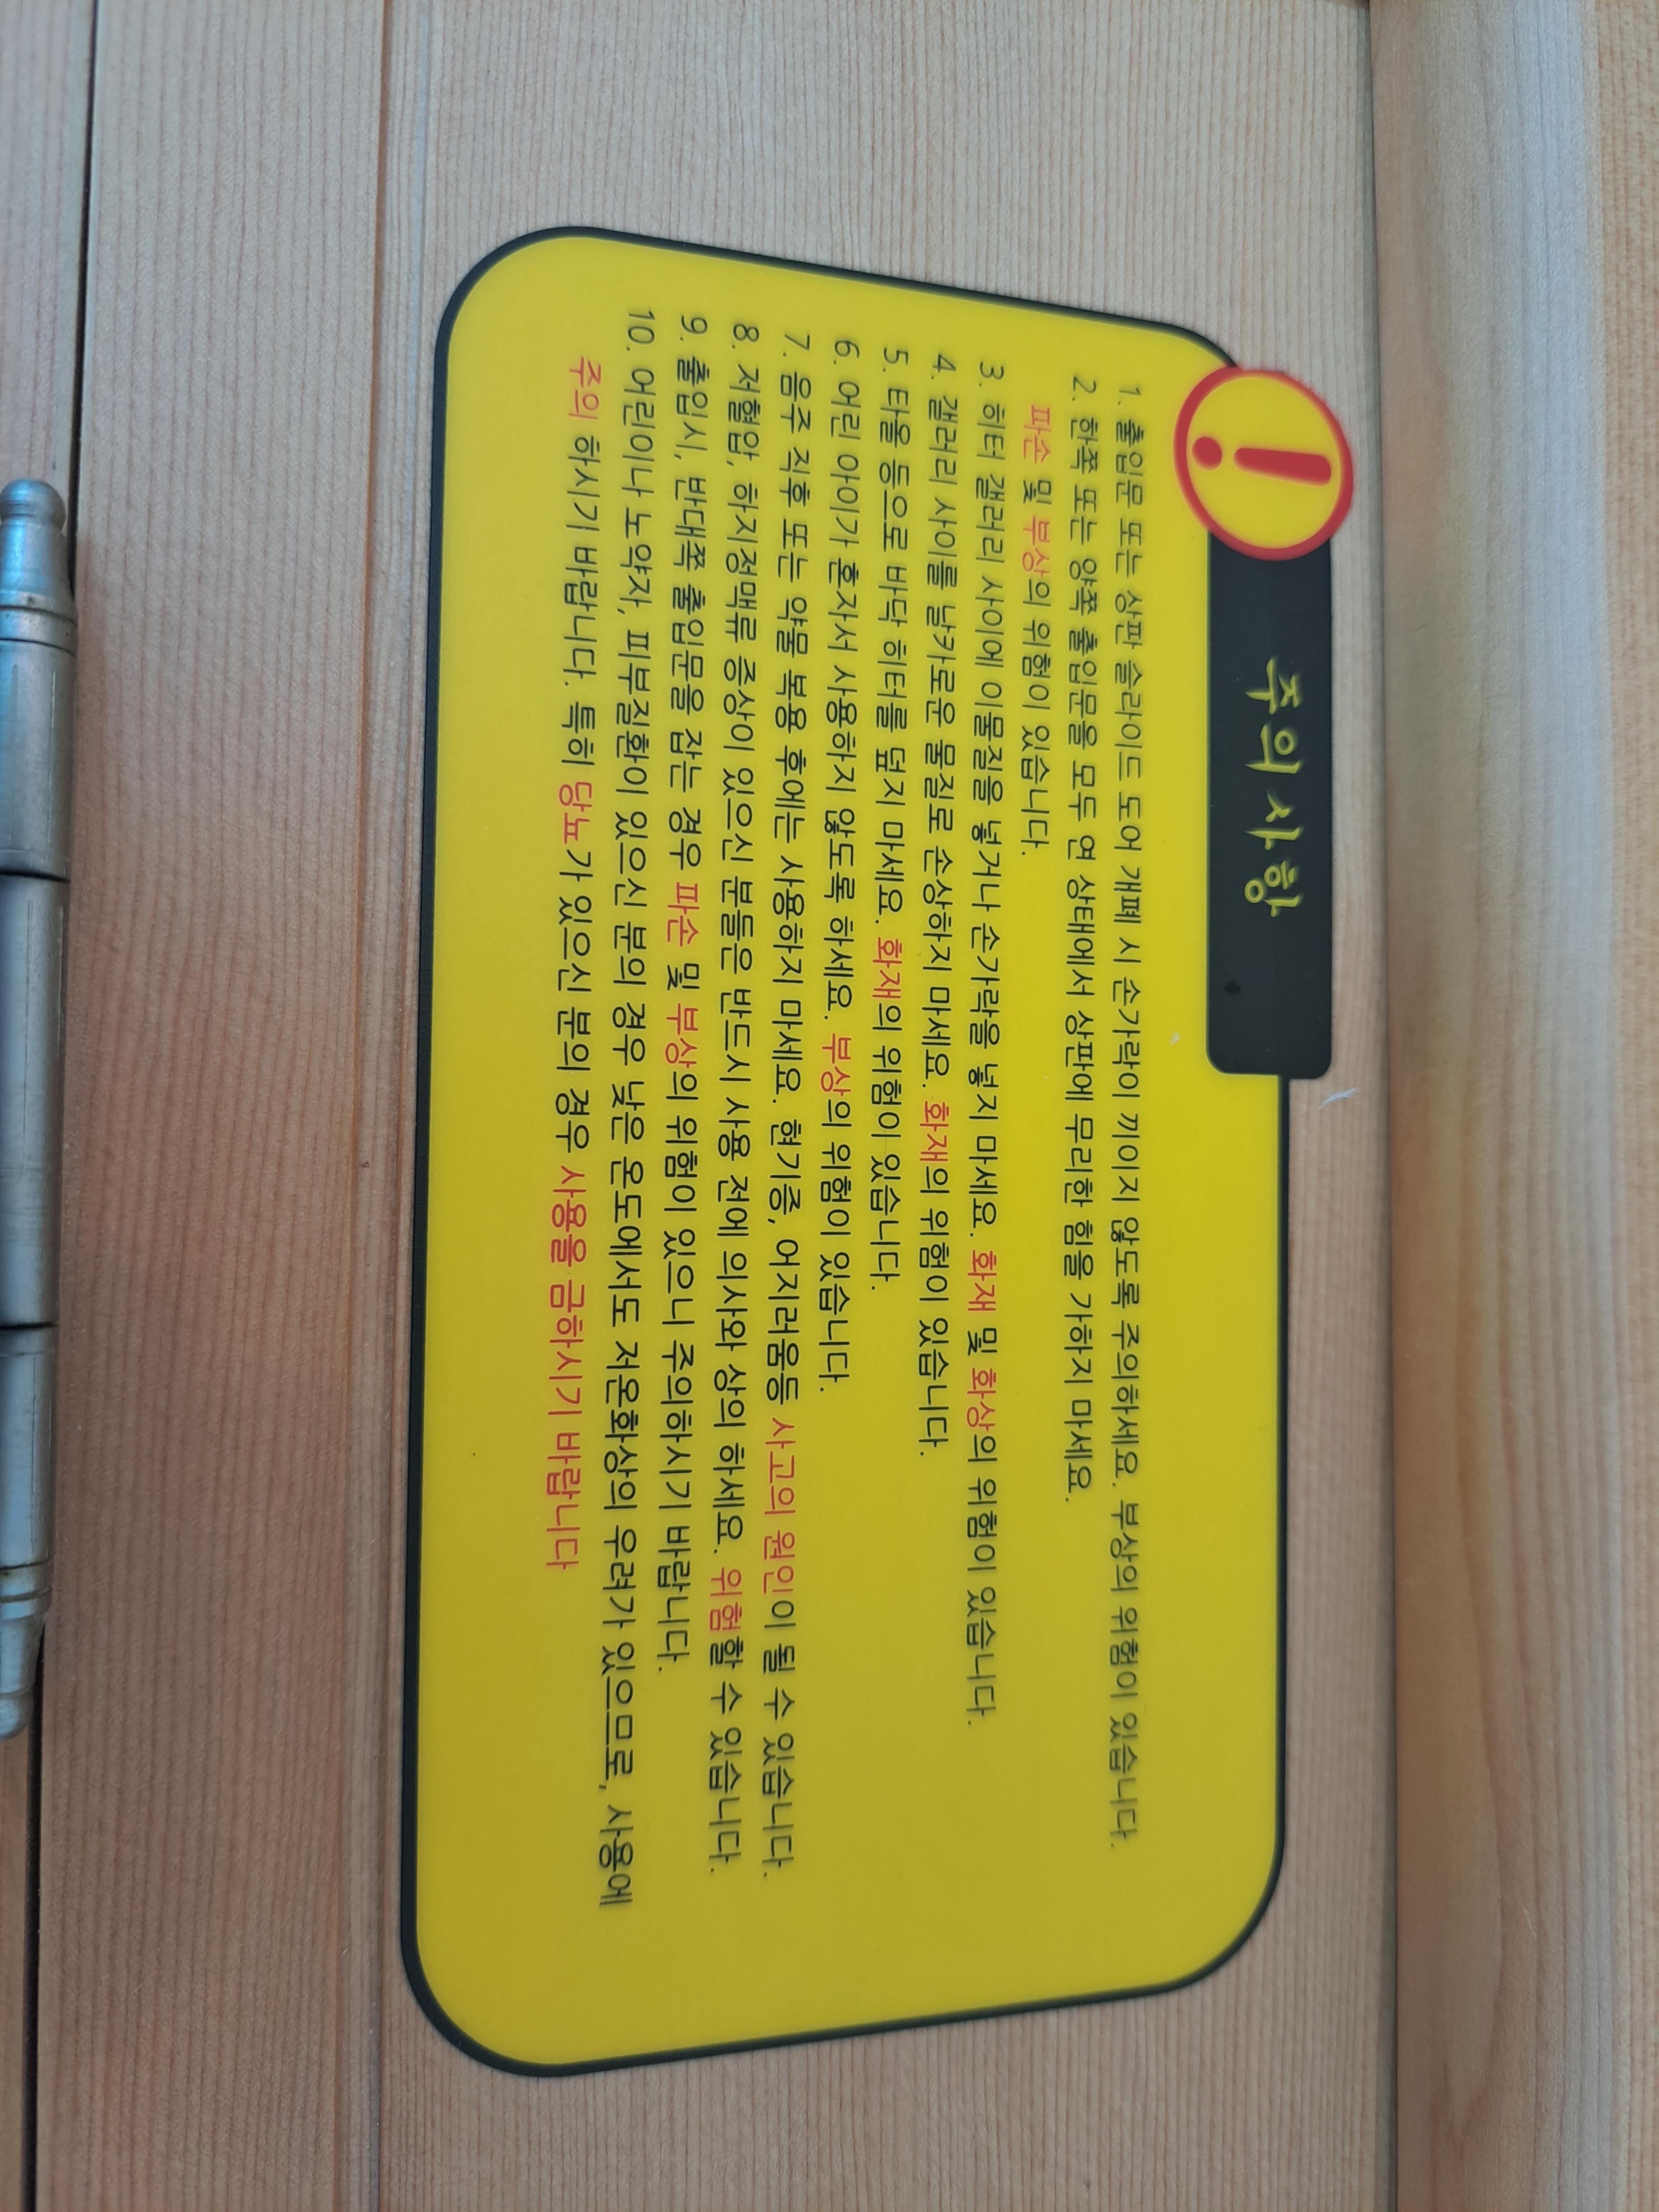 주의사항
1. 출입문 또는 상판 슬라이드 도어 개폐 시 손가락이 끼이지 않도록 주의하세요. 부상의 위험이 있습니다.
2. 한쪽 또는 양쪽 출입문을 모두 연 상태에서 상판에 무리한 힘을 가하지 마세요.
파손 및 부상의 위험이 있습니다.
3. 히터 갤러리 사이에 이물질을 넣거나 손가락을 넣지 마세요. 화재 및 화상의 위험이 있습니다.
4. 갤러리 사이를 날카로운 물질로 손상하지 마세요. 화재의 위험이 있습니다.
5. 타올 등으로 바닥 히터를 덮지 마세요. 화재의 위험이 있습니다.
6. 어린 아이가 혼자서 사용하지 않도록 하세요. 부상의 위험이 있습니다.
7. 음주 직후 또는 약물 복용 후에는 사용하지 마세요. 현기증, 어지러움등 사고의 원인이 될 수 있습니다.
8. 저혈압, 하지정맥류 증상이 있으신 분들은 반드시 사용 전에 의사와 상의 하세요. 위험할 수 있습니다.
9. 출입시, 반대쪽 출입문을 잡는 경우 파손 및 부상의 위험이 있으니 주의하시기 바랍니다.
10. 어린이나 노약자, 피부질환이 있으신 분의 경우 낮은 온도에서도 저온화상의 우려가 있으므로, 사용에
주의 하시기 바랍니다. 특히 당뇨가 있으신 분의 경우 사용을 금하시기 바랍니다